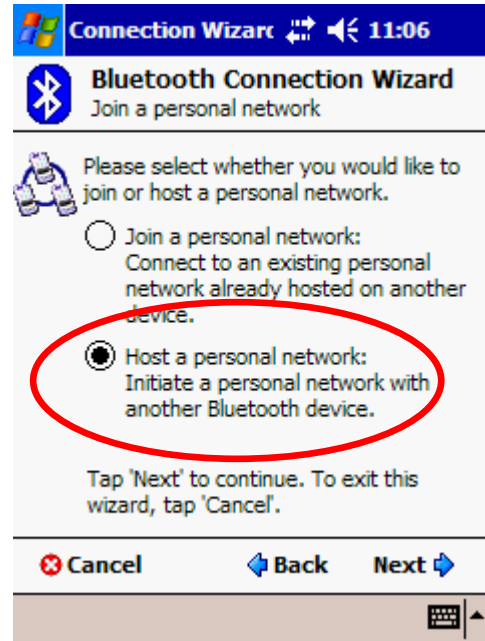 Connection Wizarc 11:06
Bluetooth Connection Wizard
Join a personal network
Please select whether you would like to
join or host a personal network.
Join a personal network:
Connect to an existing personal
network already hosted on another
device.
Host a personal network:
Initiate a personal network with
another Bluetooth device.
Tap 'Next' to continue. To exit this
wizard, tap 'Cancel'.
Cancel Back Next